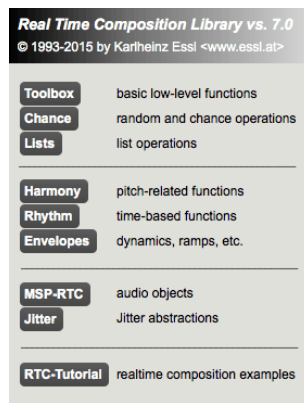 Real Time Composition Library vs. 7.0
© 1993-2015 by Karlheinz Essl <www.essl.at>
Toolbox basic low-level functions
Chance random and chance operations
Lists list operations
Harmony pitch-related functions
Rhythm time-based functions
Envelopes dynamics, ramps, etc.
MSP-RTC audio objects
Jitter Jitter abstractions
RTC-Tutorial realtime composition examples